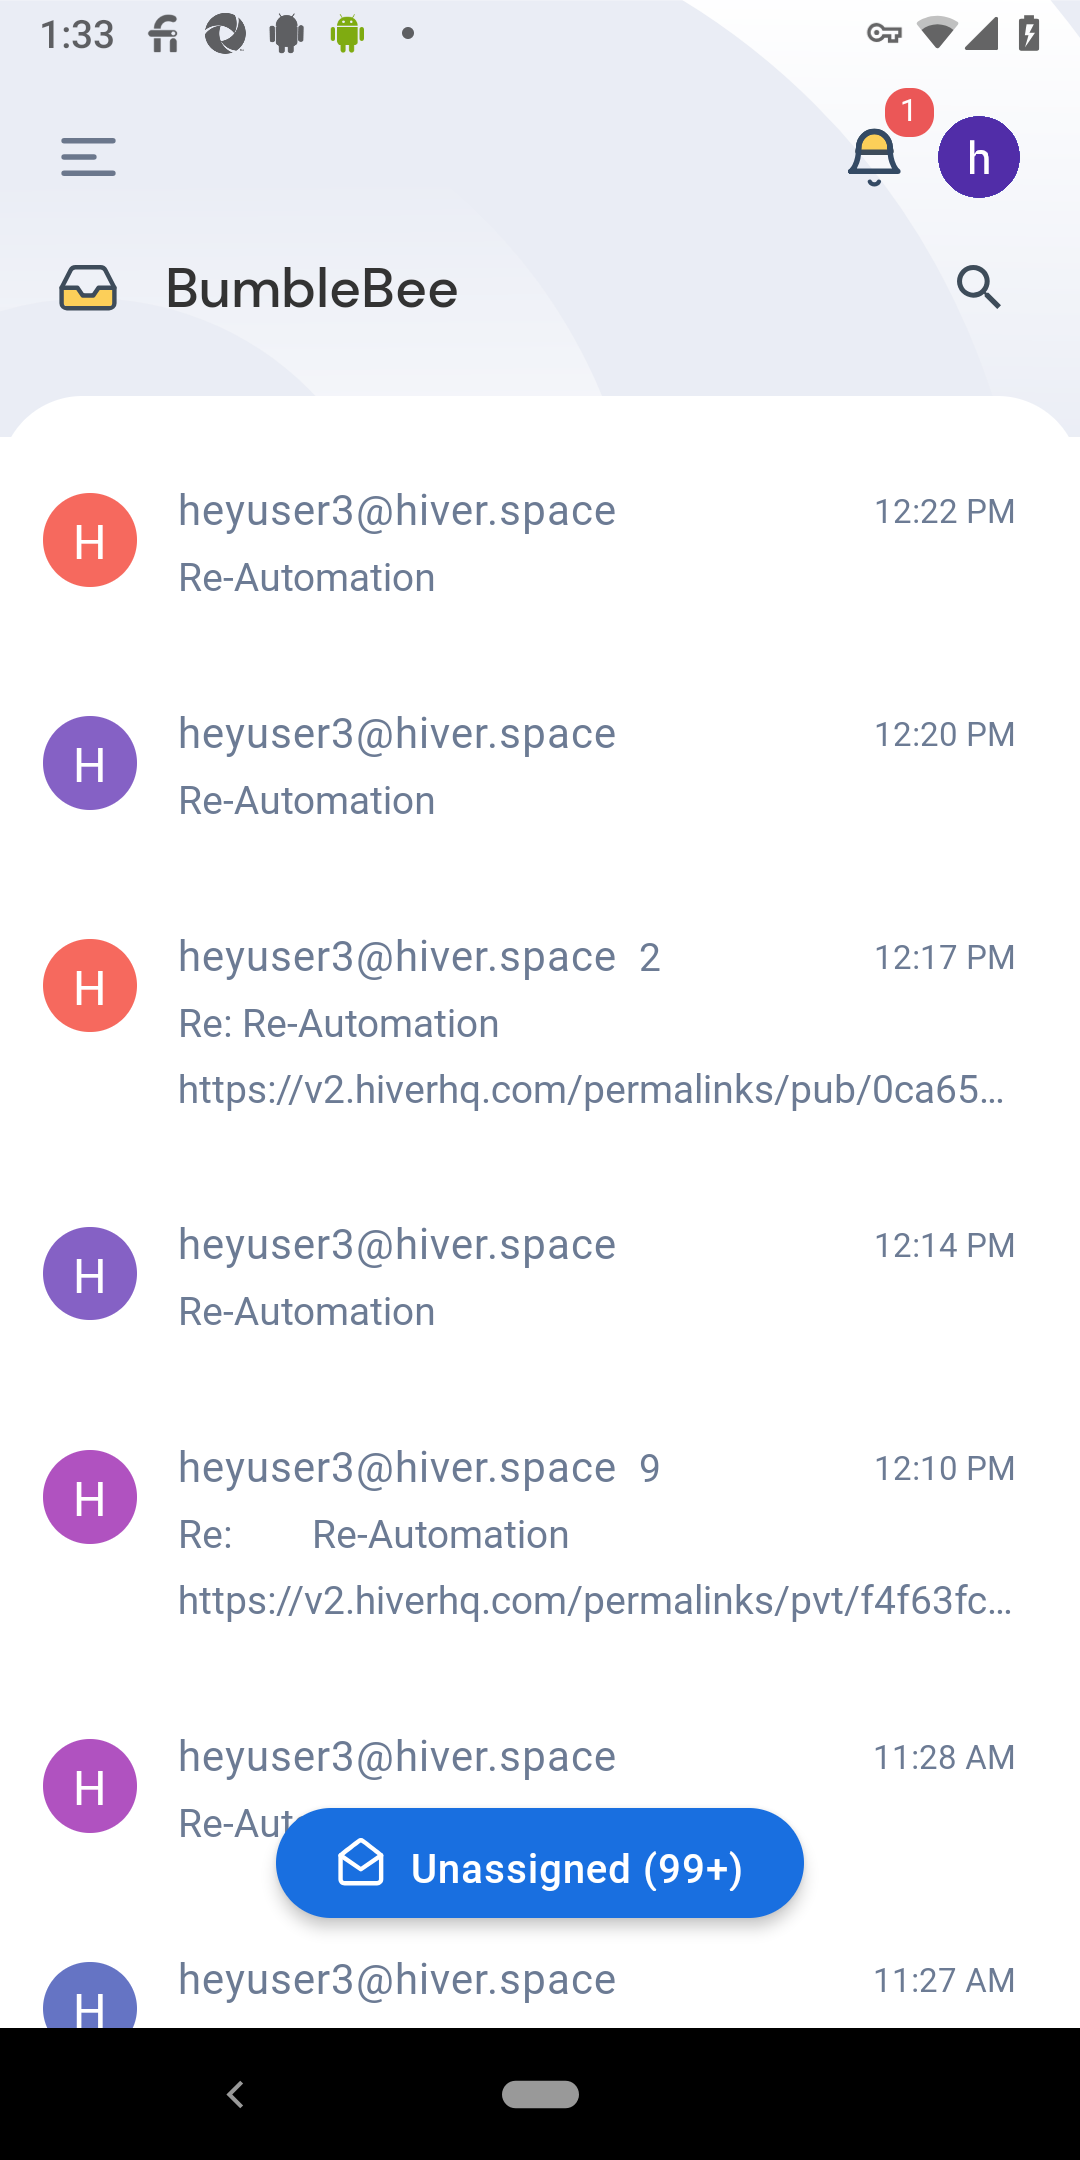 1:33
1
h
BumbleBee
H
heyuser3@hiver.space
12:22 PM
Re-Automation
H
heyuser3@hiver.space
12:20 PM
Re-Automation
H
heyuser3@hiver.space 2
12:17 PM
Re: Re-Automation
https://v2.hiverhq.com/permalinks/pub/0ca65...
H
heyuser3@hiver.space
12:14 PM
Re-Automation
H
heyuser3@hiver.space 9
12:10 PM
Re: Re-Automation
https://v2.hiverhq.com/permalinks/pvt/f4f63fc...
H
heyuser3@hiver.space
11:28 AM
Re-Aut
Unassigned (99+)
H
heyuser3@hiver.space
11:27 AM